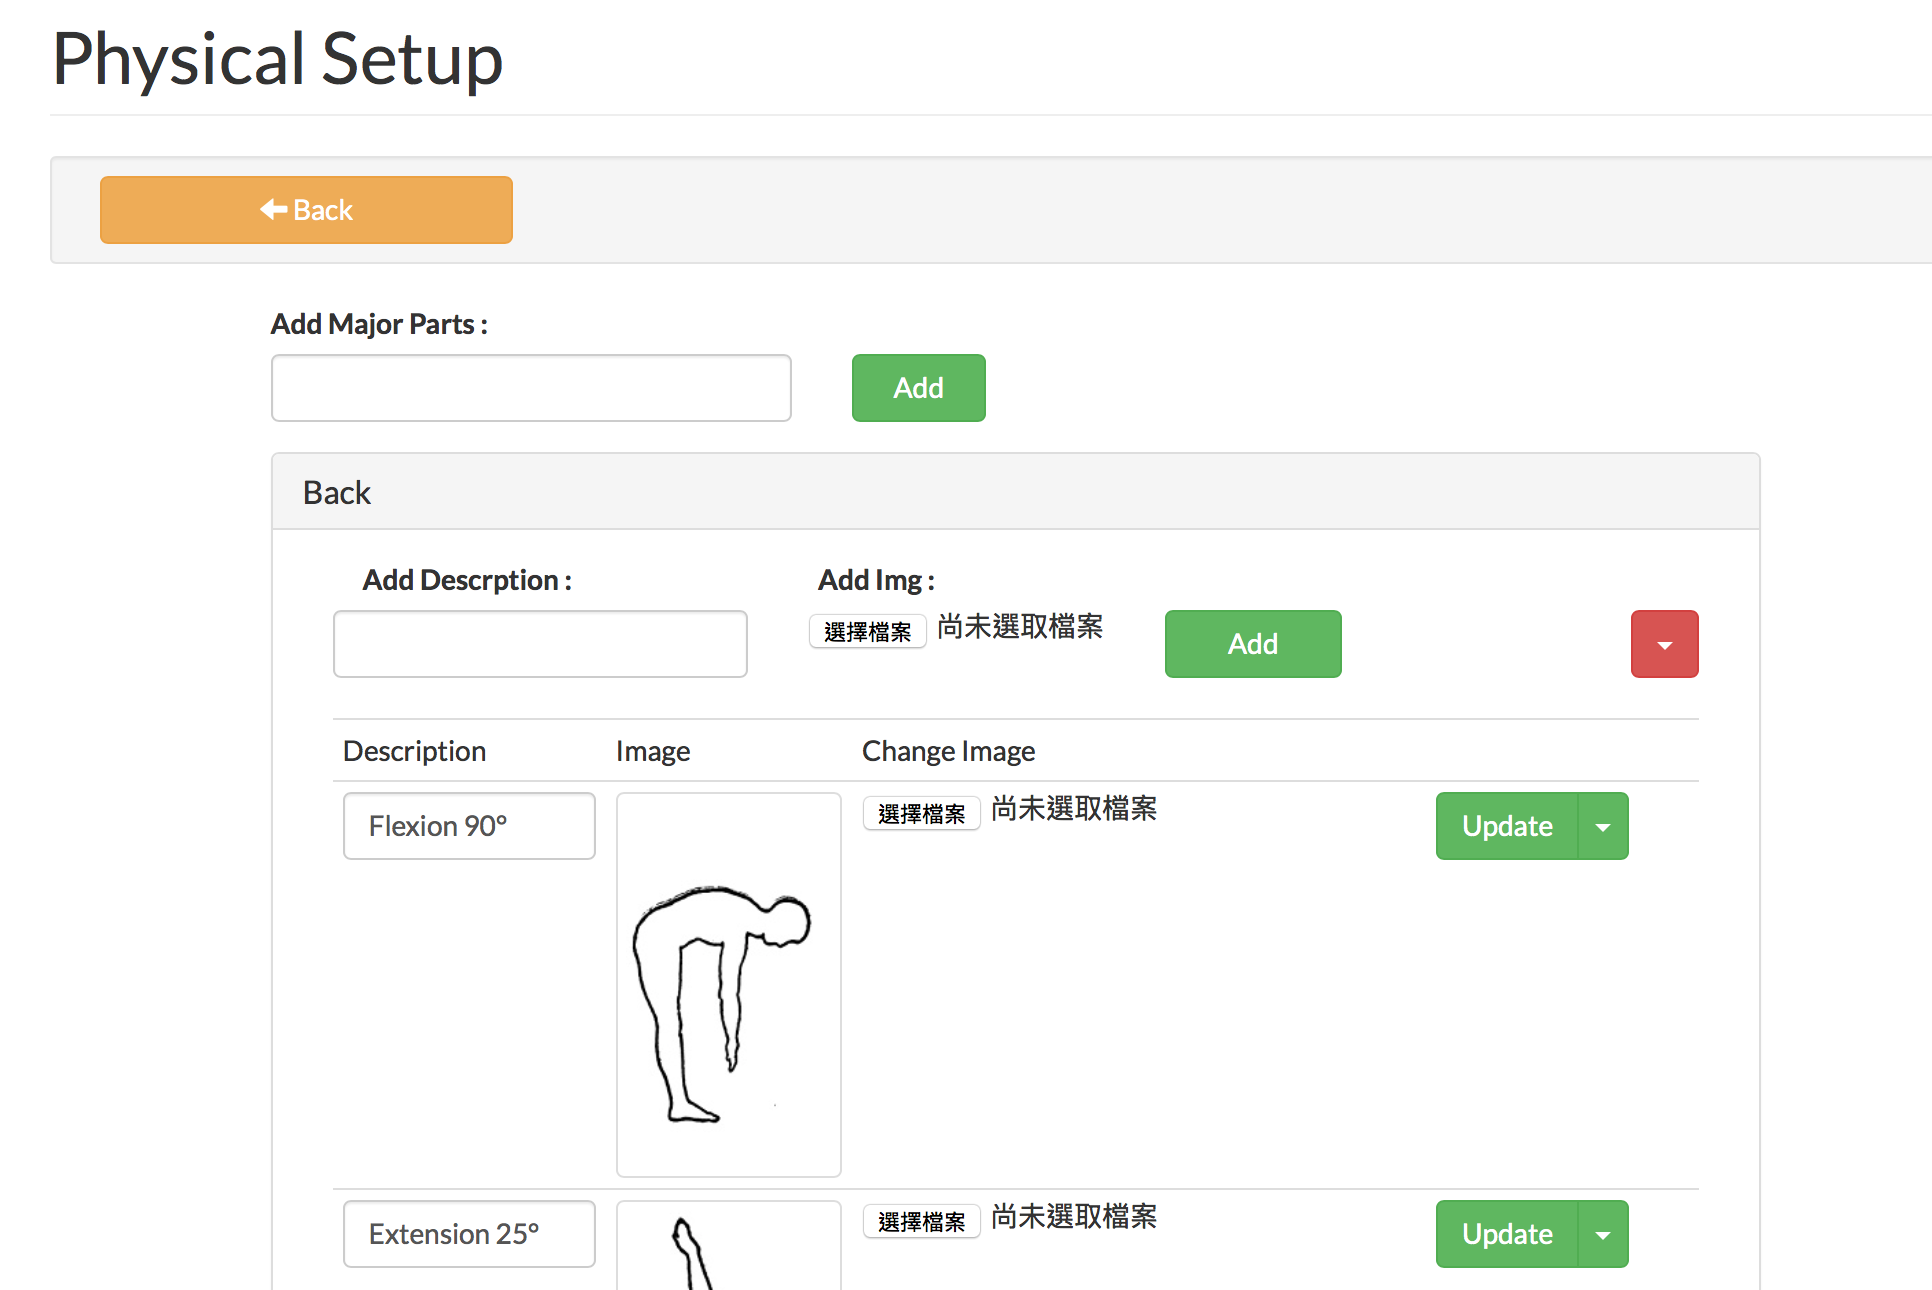 Physical Setup
Back
Add Major Parts :
Add
Back
Add Descrption :
Add Img :
選擇檔案 尚未選取檔案
Add
Description Image Change Image
Flexion 90°
選擇檔案 尚未選取檔案
Update
Extension 25°
選擇檔案 尚未選取檔案
Update